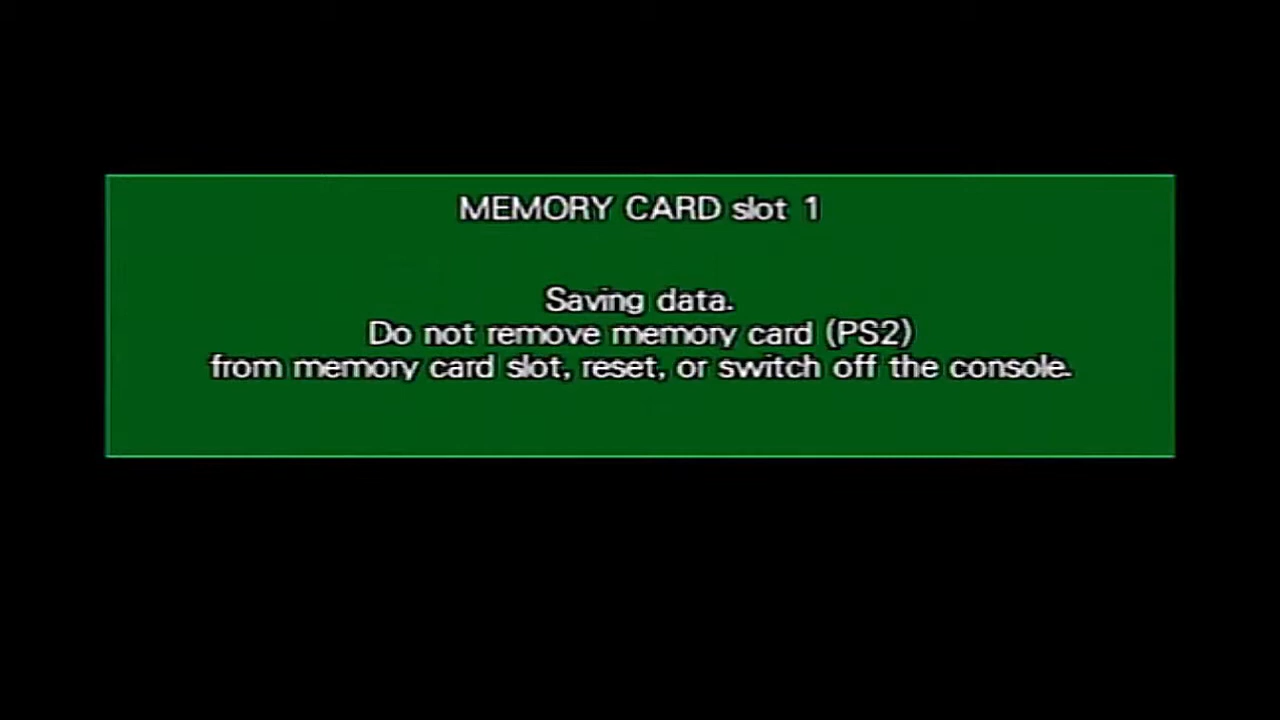 MEMORY CARD slot 1
Saving data.
Do not remove memory card (PS2)
from memory card slot, reset, or switch off the console.